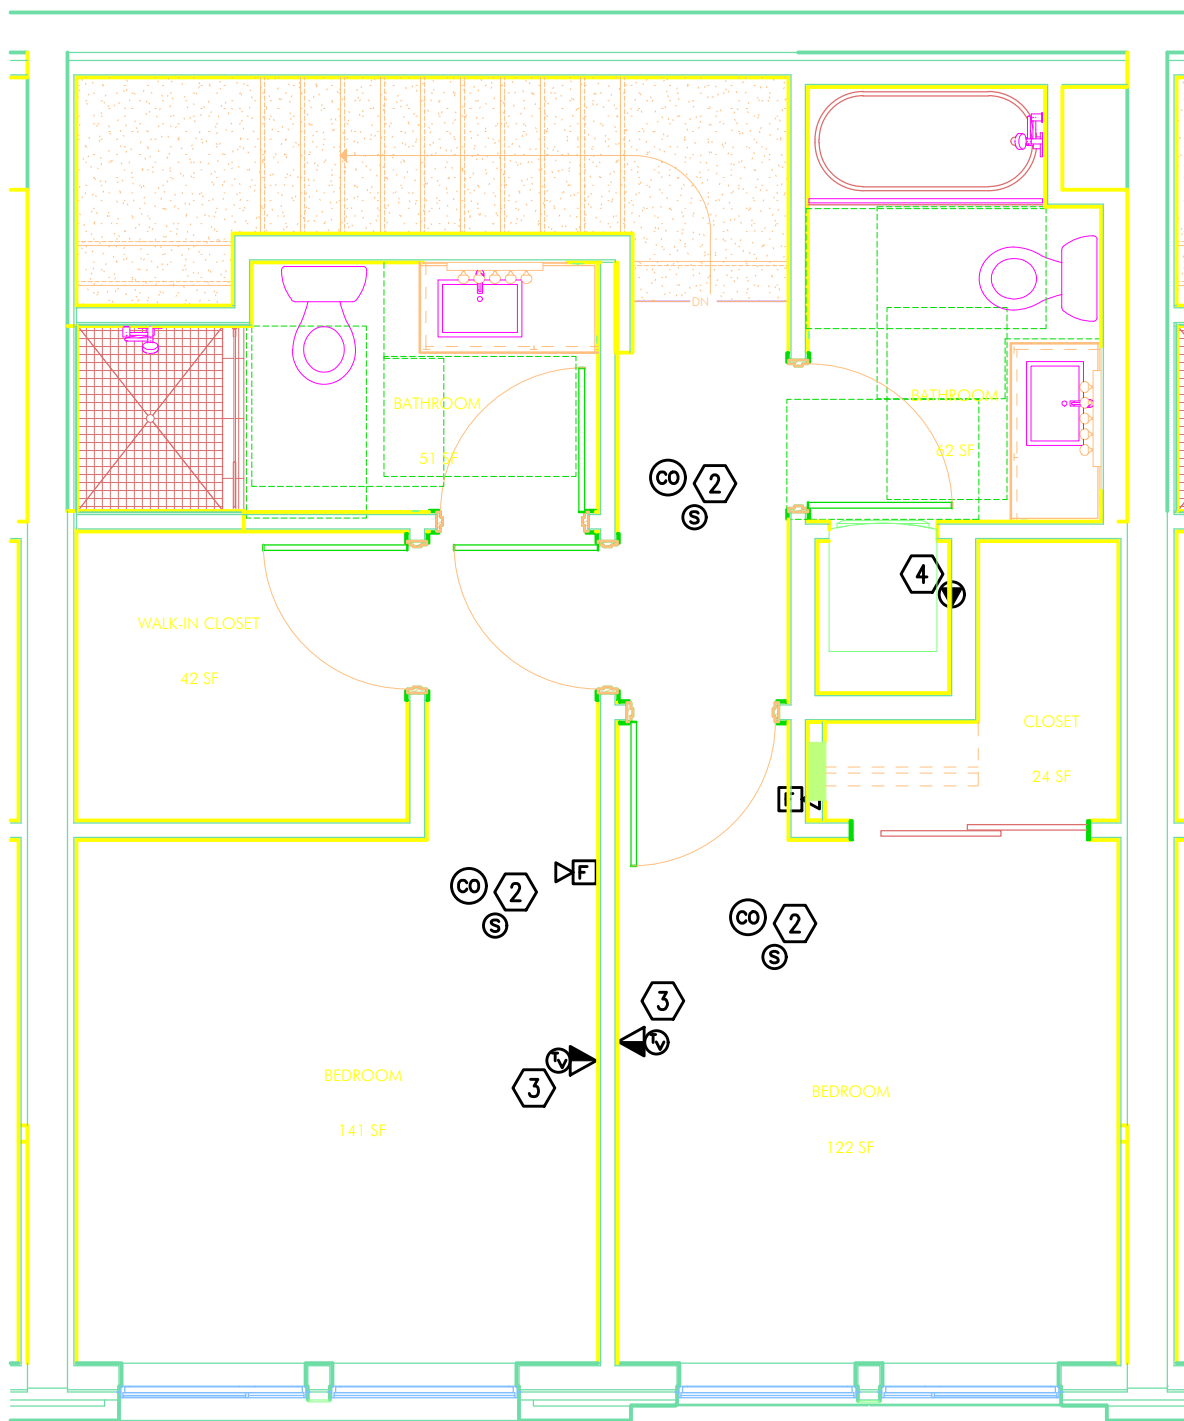 DN
BATHROOM
51 SF
BATHROOM
62 SF
CO
2
S
4
WALK-IN CLOSET
42 SF
CLOSET
24 SF
F
F
CO
2
S
CO
2
S
3
TV
TV
3
BEDROOM
141 SF
BEDROOM
122 SF